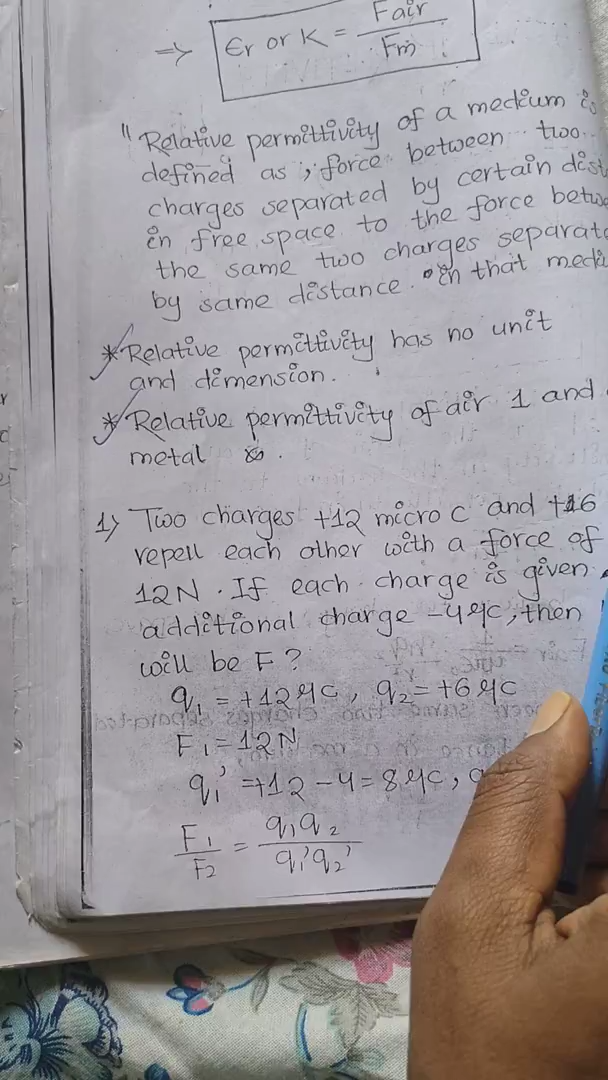 => Er or K = Fair / Fm
"Relative permittivity of a medium is
defined as, force between two
charges separated by certain dist
in free space to the force betwe
the same two charges separate
by same distance in that medi
*Relative permittivity has no unit
and dimension.
*Relative permittivity of air 1 and
metal ∞.
1) Two charges +12 micro c and +16
repell each other with a force of
12N. If each charge is given
additional charge -4μc, then
will be F?
q₁ = +12μc, q₂ = +6μc
F₁ = 12N
q₁' = +12 - 4 = 8μc,
F₁/F₂ = q₁q₂/q₁'q₂'